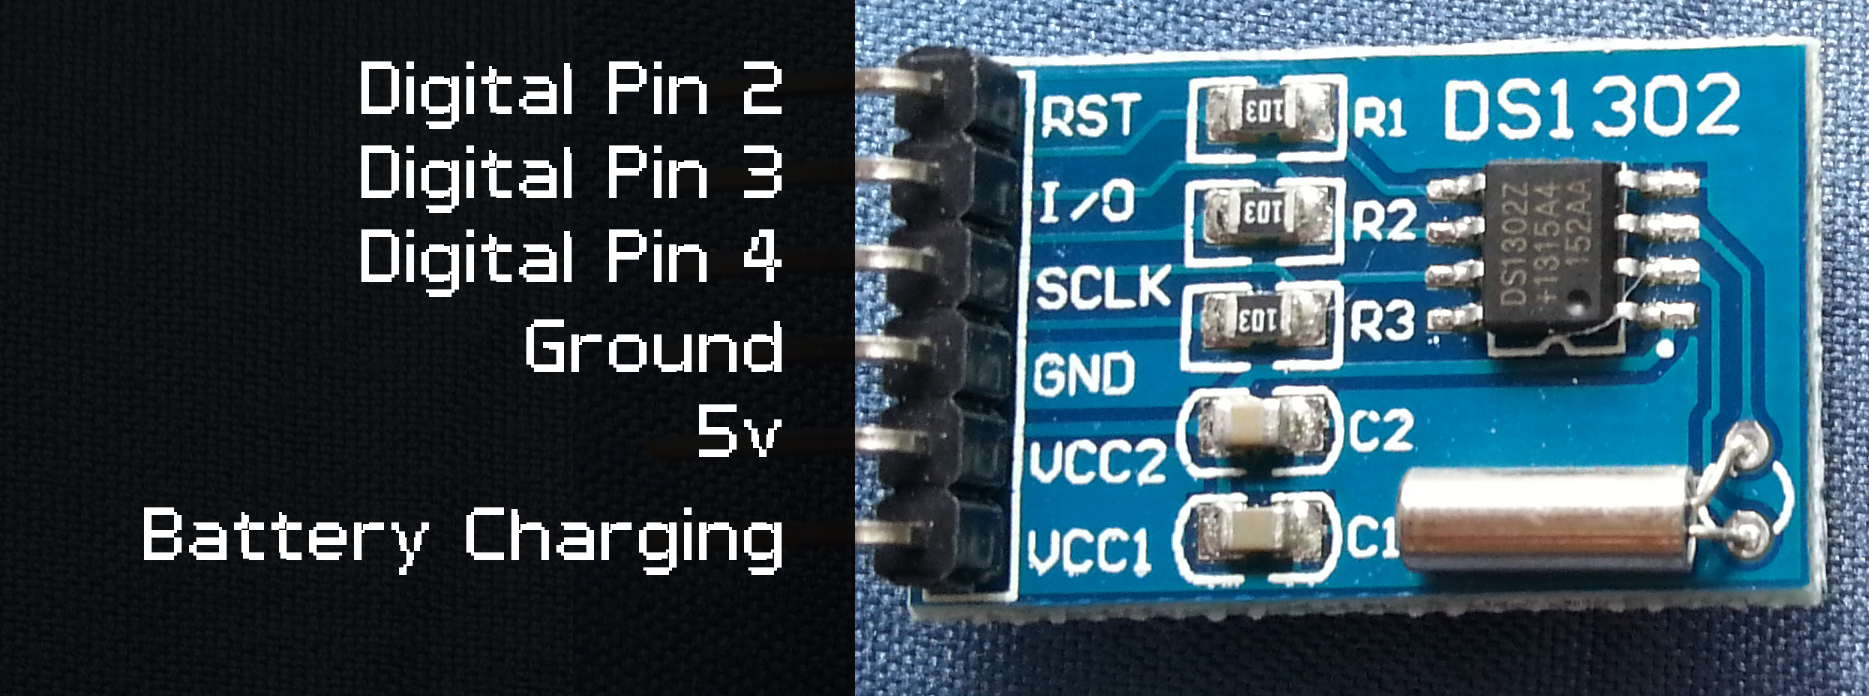 Digital Pin 2
Digital Pin 3
Digital Pin 4
Ground
5v
Battery Charging
RST
I/O
SCLK
GND
VCC2
VCC1
103
R1
103
R2
103
R3
C2
C1
DS1302
DS1302Z
+1315A4
152AA